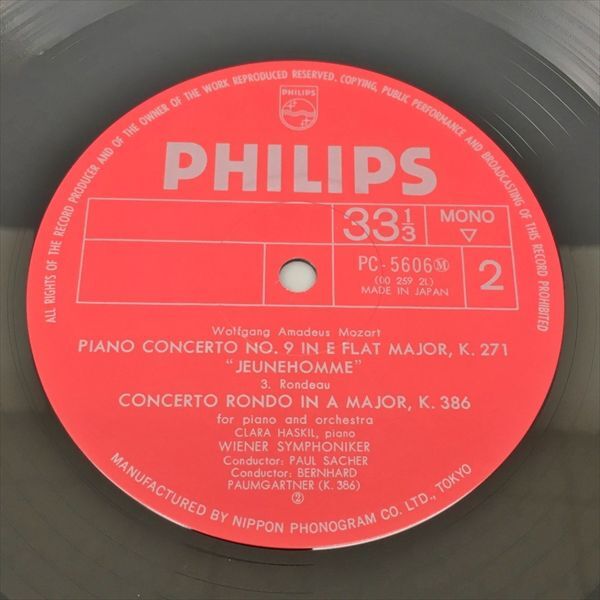 ALL RIGHTS OF THE RECORD PRODUCER AND OF THE OWNER OF THE WORK REPRODUCED RESERVED. COPYING, PUBLIC PERFORMANCE AND BROADCASTING OF THIS RECORD PROHIBITED
PHILIPS
PHILIPS
33 1/3
MONO
PC-5606 Ⓜ
(00 259 2L)
MADE IN JAPAN
2
Wolfgang Amadeus Mozart
PIANO CONCERTO NO. 9 IN E FLAT MAJOR, K. 271
"JEUNEHOMME"
3. Rondeau
CONCERTO RONDO IN A MAJOR, K. 386
for piano and orchestra
CLARA HASKIL, piano
WIENER SYMPHONIKER
Conductor: PAUL SACHER
Conductor: BERNHARD
PAUMGARTNER (K. 386)
②
MANUFACTURED BY NIPPON PHONOGRAM CO. LTD., TOKYO